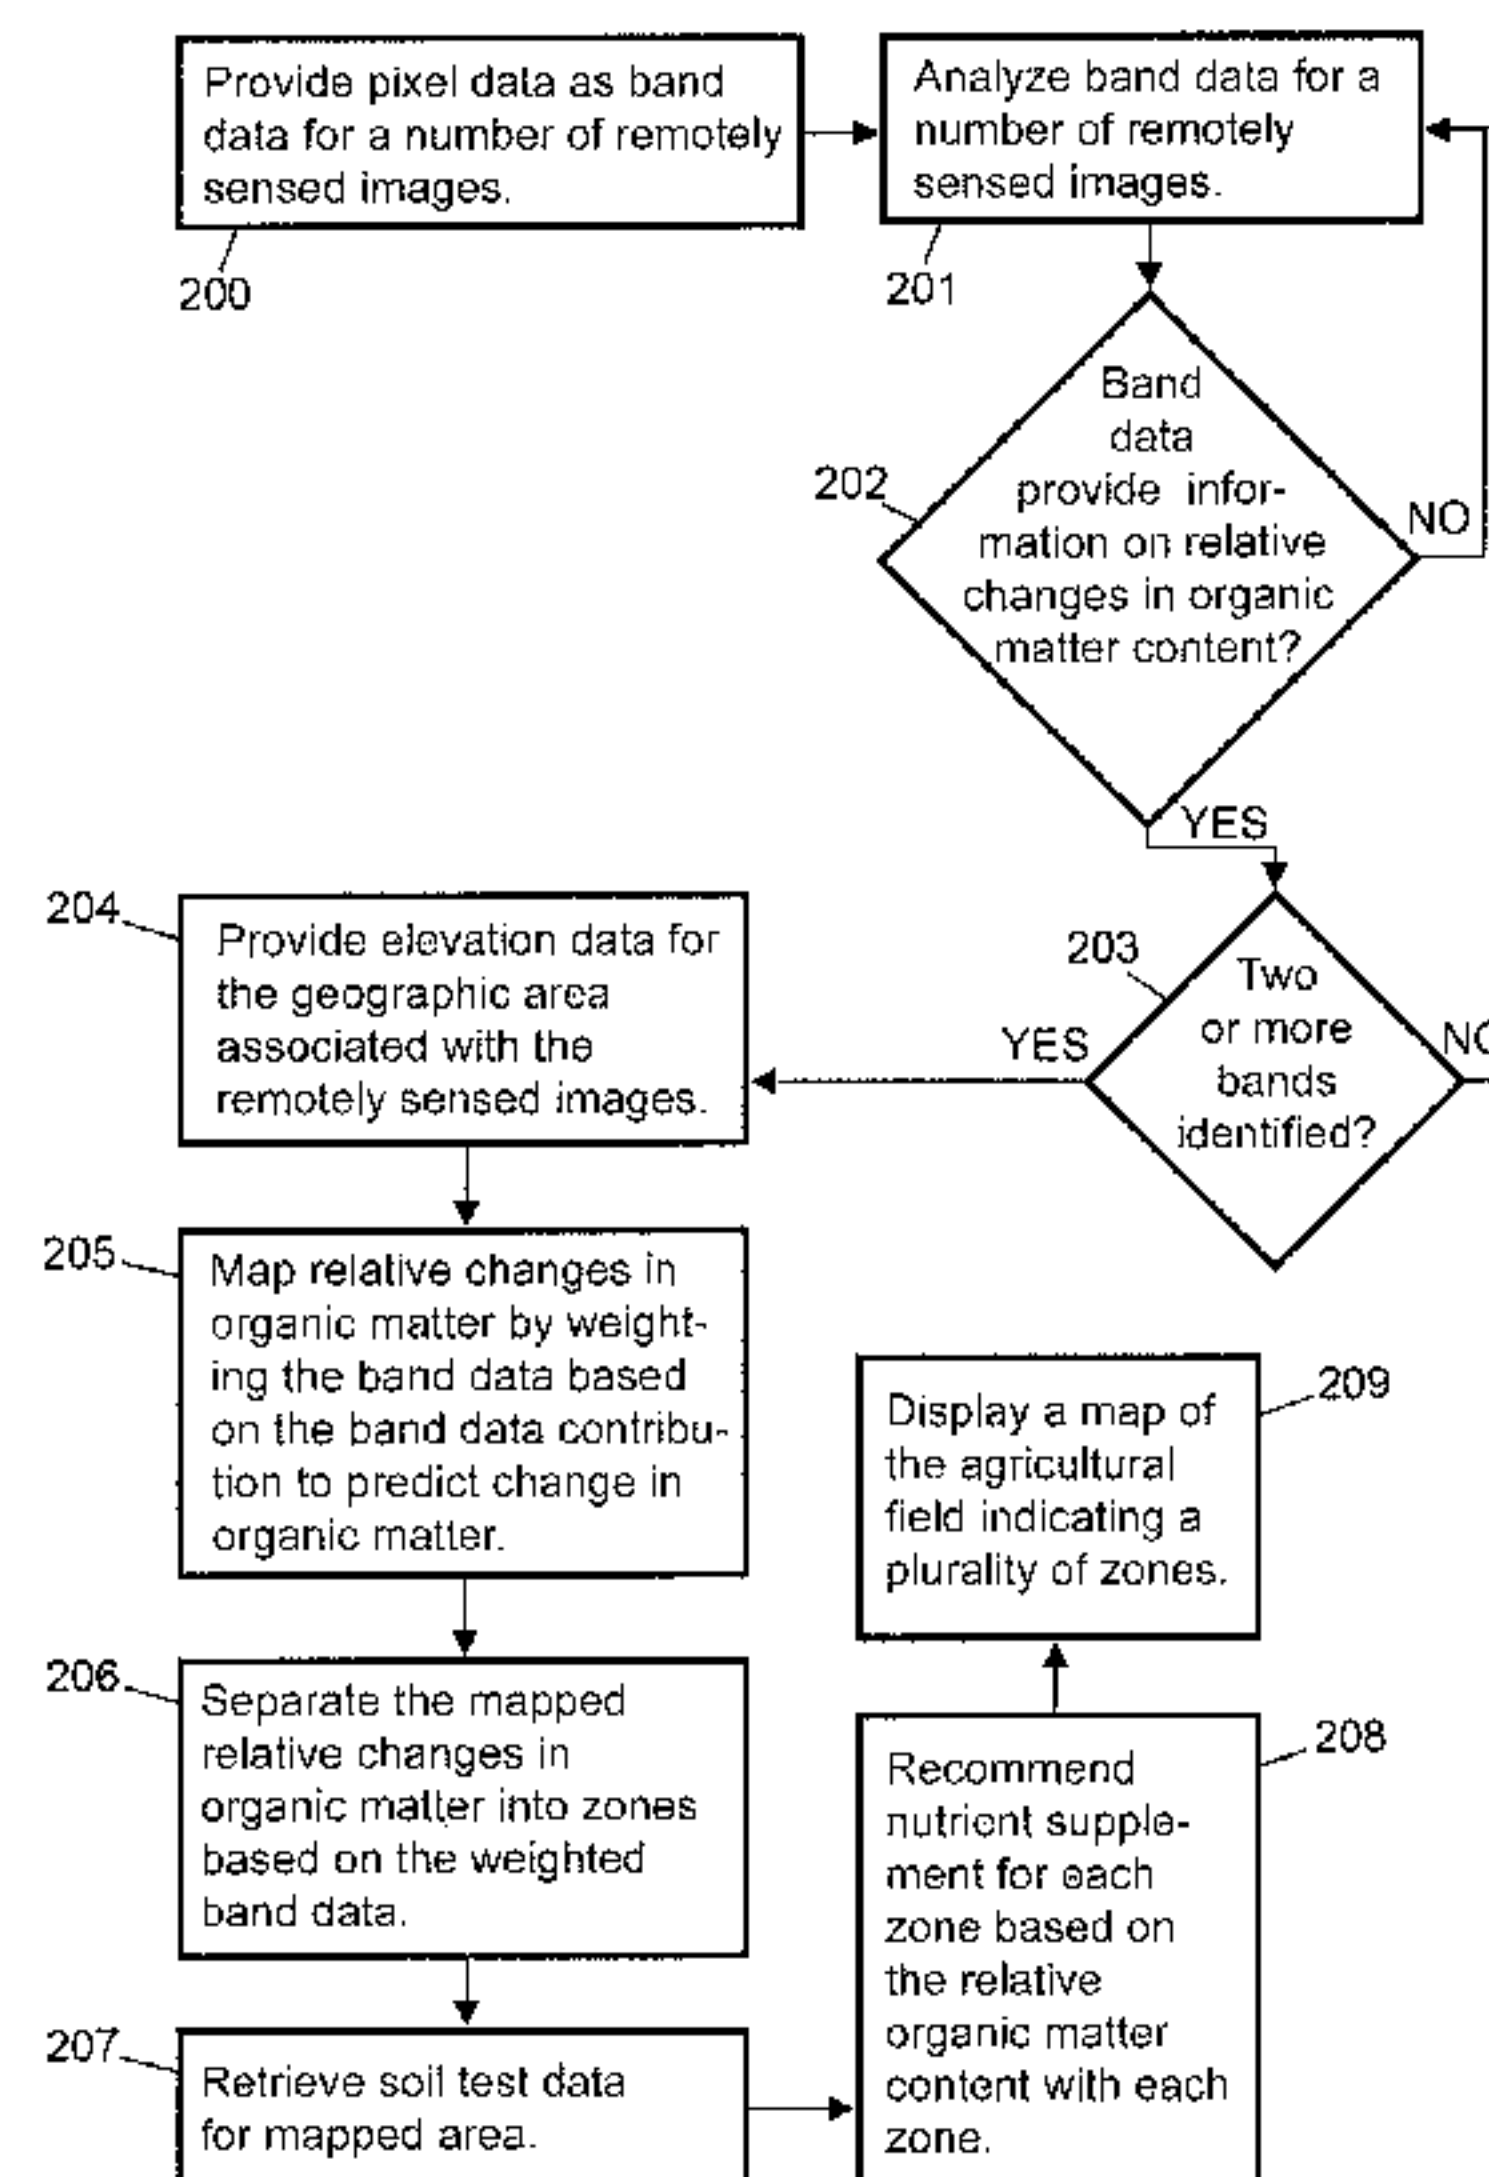 Provide pixel data as band
data for a number of remotely
sensed images.
200
Analyze band data for a
number of remotely
sensed images.
201
Band
data
provide infor-
mation on relative
changes in organic
matter content?
202
NO
YES
203
Two
or more
bands
identified?
YES
204
Provide elevation data for
the geographic area
associated with the
remotely sensed images.
205
Map relative changes in
organic matter by weight-
ing the band data based
on the band data contribu-
tion to predict change in
organic matter.
206
Separate the mapped
relative changes in
organic matter into zones
based on the weighted
band data.
207
Retrieve soil test data
for mapped area.
208
Recommend
nutrient supple-
ment for each
zone based on
the relative
organic matter
content with each
zone.
209
Display a map of
the agricultural
field indicating a
plurality of zones.